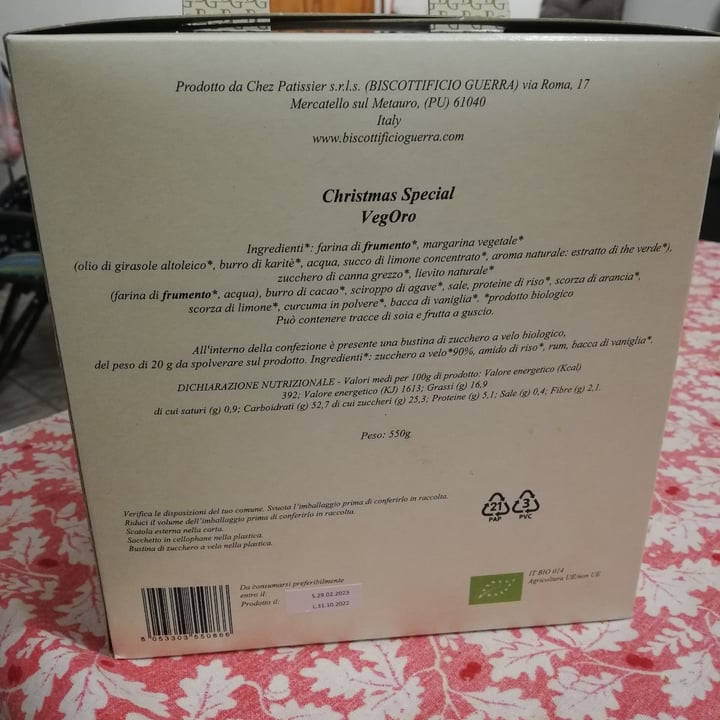 Prodotto da Chez Patissier s.r.l.s. (BISCOTTIFICIO GUERRA) via Roma, 17
Mercatello sul Metauro, (PU) 61040
Italy
www.biscottificioguerra.com
Christmas Special
VegOro
Ingredienti*: farina di frumento*, margarina vegetale*
(olio di girasole altoleico*, burro di karitè*, acqua, succo di limone concentrato*, aroma naturale: estratto di the verde*),
zucchero di canna grezzo*, lievito naturale*
(farina di frumento*, acqua), burro di cacao*, sciroppo di agave*, sale, proteine di riso*, scorza di arancia*,
scorza di limone*, curcuma in polvere*, bacca di vaniglia*. *prodotto biologico
Può contenere tracce di soia e frutta a guscio.
All'interno della confezione è presente una bustina di zucchero a velo biologico,
del peso di 20 g da spolverare sul prodotto. Ingredienti*: zucchero a velo*90%, amido di riso*, rum, bacca di vaniglia*.
DICHIARAZIONE NUTRIZIONALE - Valori medi per 100g di prodotto: Valore energetico (Kcal)
392; Valore energetico (KJ) 1613; Grassi (g) 16,9
di cui saturi (g) 0,9; Carboidrati (g) 52,7 di cui zuccheri (g) 25,3; Proteine (g) 5,1; Sale (g) 0,4; Fibre (g) 2,1.
Peso: 550g
Verifica le disposizioni del tuo comune. Svuota l'imballaggio prima di conferirlo in raccolta.
Riduci il volume dell'imballaggio prima di conferirlo in raccolta.
Scatola esterna nella carta.
Sacchetto in cellophane nella plastica.
Bustina di zucchero a velo nella plastica.
21 3
PAP PVC
Da consumarsi preferibilmente
entro il: S.28.02.2023
Prodotto il: L.31.10.2022
8 053303 550866
IT BIO 014
Agricoltura UE/non UE